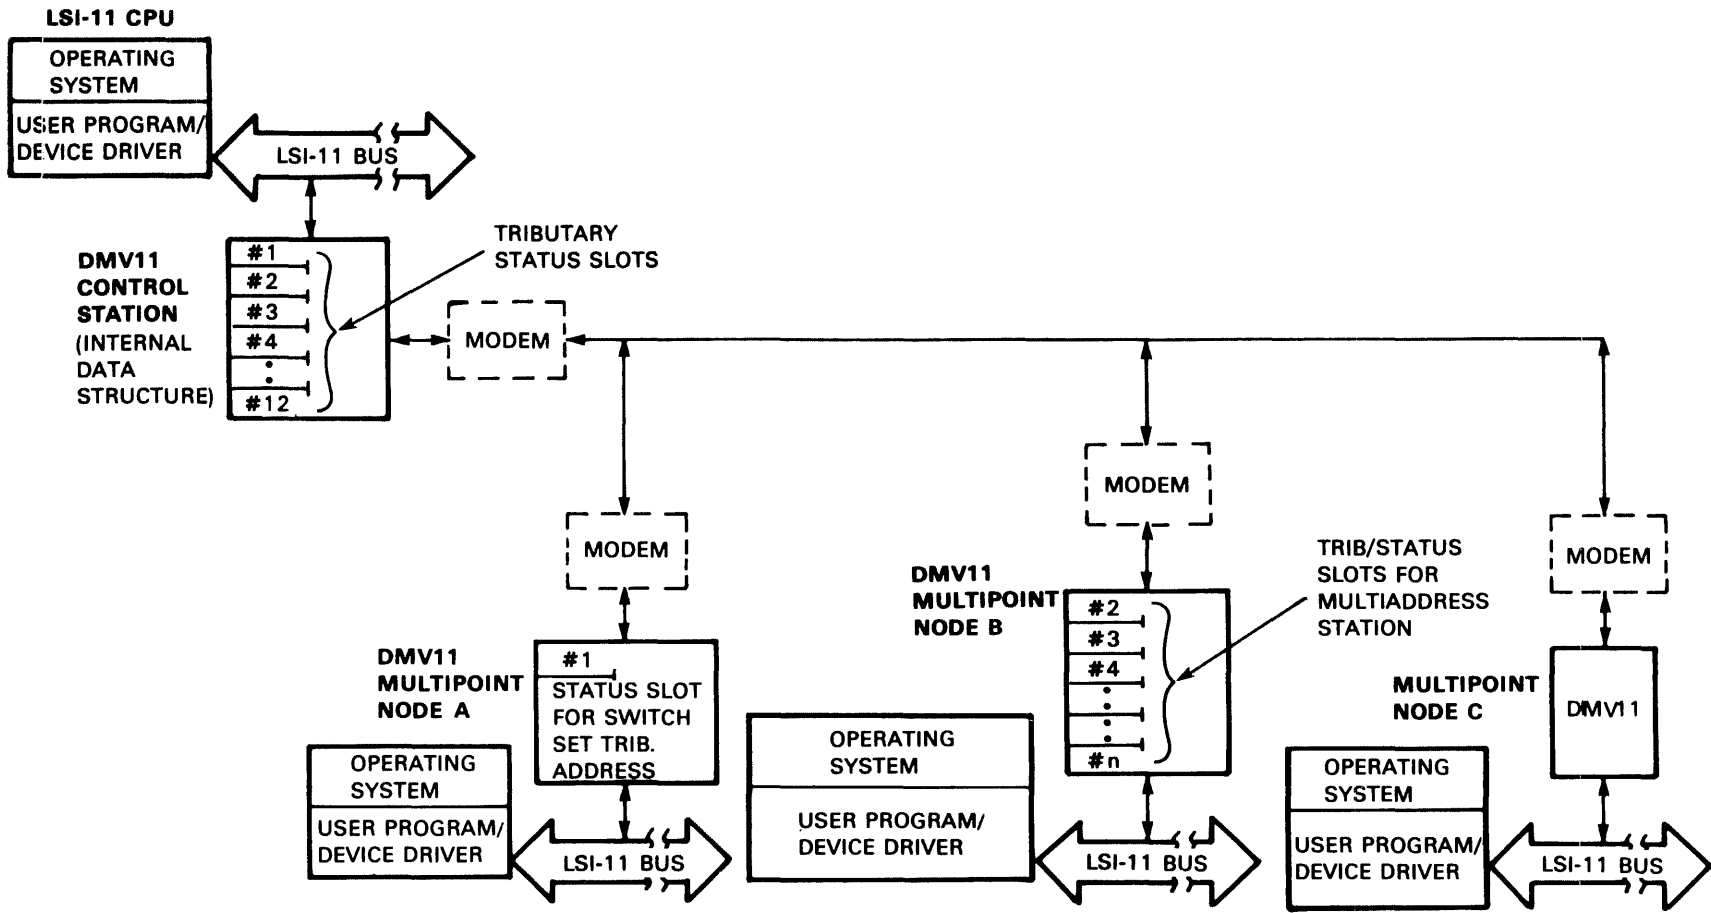 LSI-11 CPU
OPERATING
SYSTEM
USER PROGRAM/
DEVICE DRIVER
LSI-11 BUS
TRIBUTARY
STATUS SLOTS
DMV11
CONTROL
STATION
(INTERNAL
DATA
STRUCTURE)
#1
#2
#3
#4
#12
MODEM
MODEM
DMV11
MULTIPOINT
NODE A
#1
STATUS SLOT
FOR SWITCH
SET TRIB.
ADDRESS
OPERATING
SYSTEM
USER PROGRAM/
DEVICE DRIVER
LSI-11 BUS
MODEM
DMV11
MULTIPOINT
NODE B
#2
#3
#4
#n
TRIB/STATUS
SLOTS FOR
MULTIADDRESS
STATION
OPERATING
SYSTEM
USER PROGRAM/
DEVICE DRIVER
LSI-11 BUS
MODEM
MULTIPOINT
NODE C
DMV11
OPERATING
SYSTEM
USER PROGRAM/
DEVICE DRIVER
LSI-11 BUS